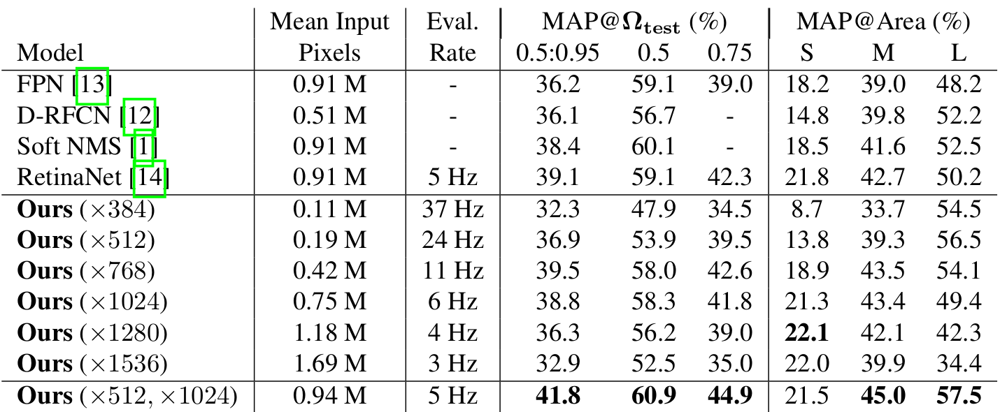 Mean Input Eval. MAP@Ωtest (%) MAP@Area (%)
Model Pixels Rate 0.5:0.95 0.5 0.75 S M L
FPN [13] 0.91 M - 36.2 59.1 39.0 18.2 39.0 48.2
D-RFCN [12] 0.51 M - 36.1 56.7 - 14.8 39.8 52.2
Soft NMS [1] 0.91 M - 38.4 60.1 - 18.5 41.6 52.5
RetinaNet [14] 0.91 M 5 Hz 39.1 59.1 42.3 21.8 42.7 50.2
Ours (×384) 0.11 M 37 Hz 32.3 47.9 34.5 8.7 33.7 54.5
Ours (×512) 0.19 M 24 Hz 36.9 53.9 39.5 13.8 39.3 56.5
Ours (×768) 0.42 M 11 Hz 39.5 58.0 42.6 18.9 43.5 54.1
Ours (×1024) 0.75 M 6 Hz 38.8 58.3 41.8 21.3 43.4 49.4
Ours (×1280) 1.18 M 4 Hz 36.3 56.2 39.0 22.1 42.1 42.3
Ours (×1536) 1.69 M 3 Hz 32.9 52.5 35.0 22.0 39.9 34.4
Ours (×512, ×1024) 0.94 M 5 Hz 41.8 60.9 44.9 21.5 45.0 57.5